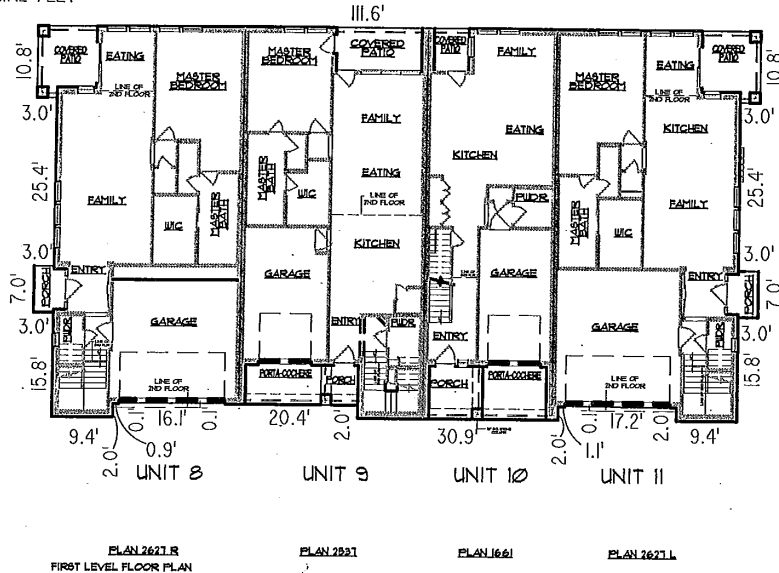 111.6'
10.8'
COVERED
PATIO
EATING
LINE OF
2ND FLOOR
MASTER
BEDROOM
MASTER
BEDROOM
COVERED
PATIO
COVERED
PATIO
FAMILY
MASTER
BEDROOM
EATING
LINE OF
2ND FLOOR
COVERED
PATIO
10.8'
3.0'
25.4'
3.0'
7.0'
3.0'
15.8'
FAMILY
WIC
MASTER
BATH
MASTER
BATH
WIC
FAMILY
EATING
LINE OF
2ND FLOOR
KITCHEN
EATING
KITCHEN
PWDR
MASTER
BATH
WIC
KITCHEN
FAMILY
3.0'
25.4'
3.0'
7.0'
3.0'
15.8'
PORCH
ENTRY
GARAGE
PWDR
LINE OF
2ND FLOOR
GARAGE
ENTRY
PWDR
PORTA-COCHERE
PORCH
GARAGE
ENTRY
PORCH
PORTA-COCHERE
GARAGE
LINE OF
2ND FLOOR
ENTRY
PORCH
PWDR
9.4'
2.0'
0.9'
0.1'
16.1'
0.1'
20.4'
2.0'
30.9'
2.0'
1.1'
0.1'
17.2'
2.0'
9.4'
UNIT 8
UNIT 9
UNIT 10
UNIT 11
PLAN 2627 R
PLAN 2537
PLAN 1661
PLAN 2627 L
FIRST LEVEL FLOOR PLAN